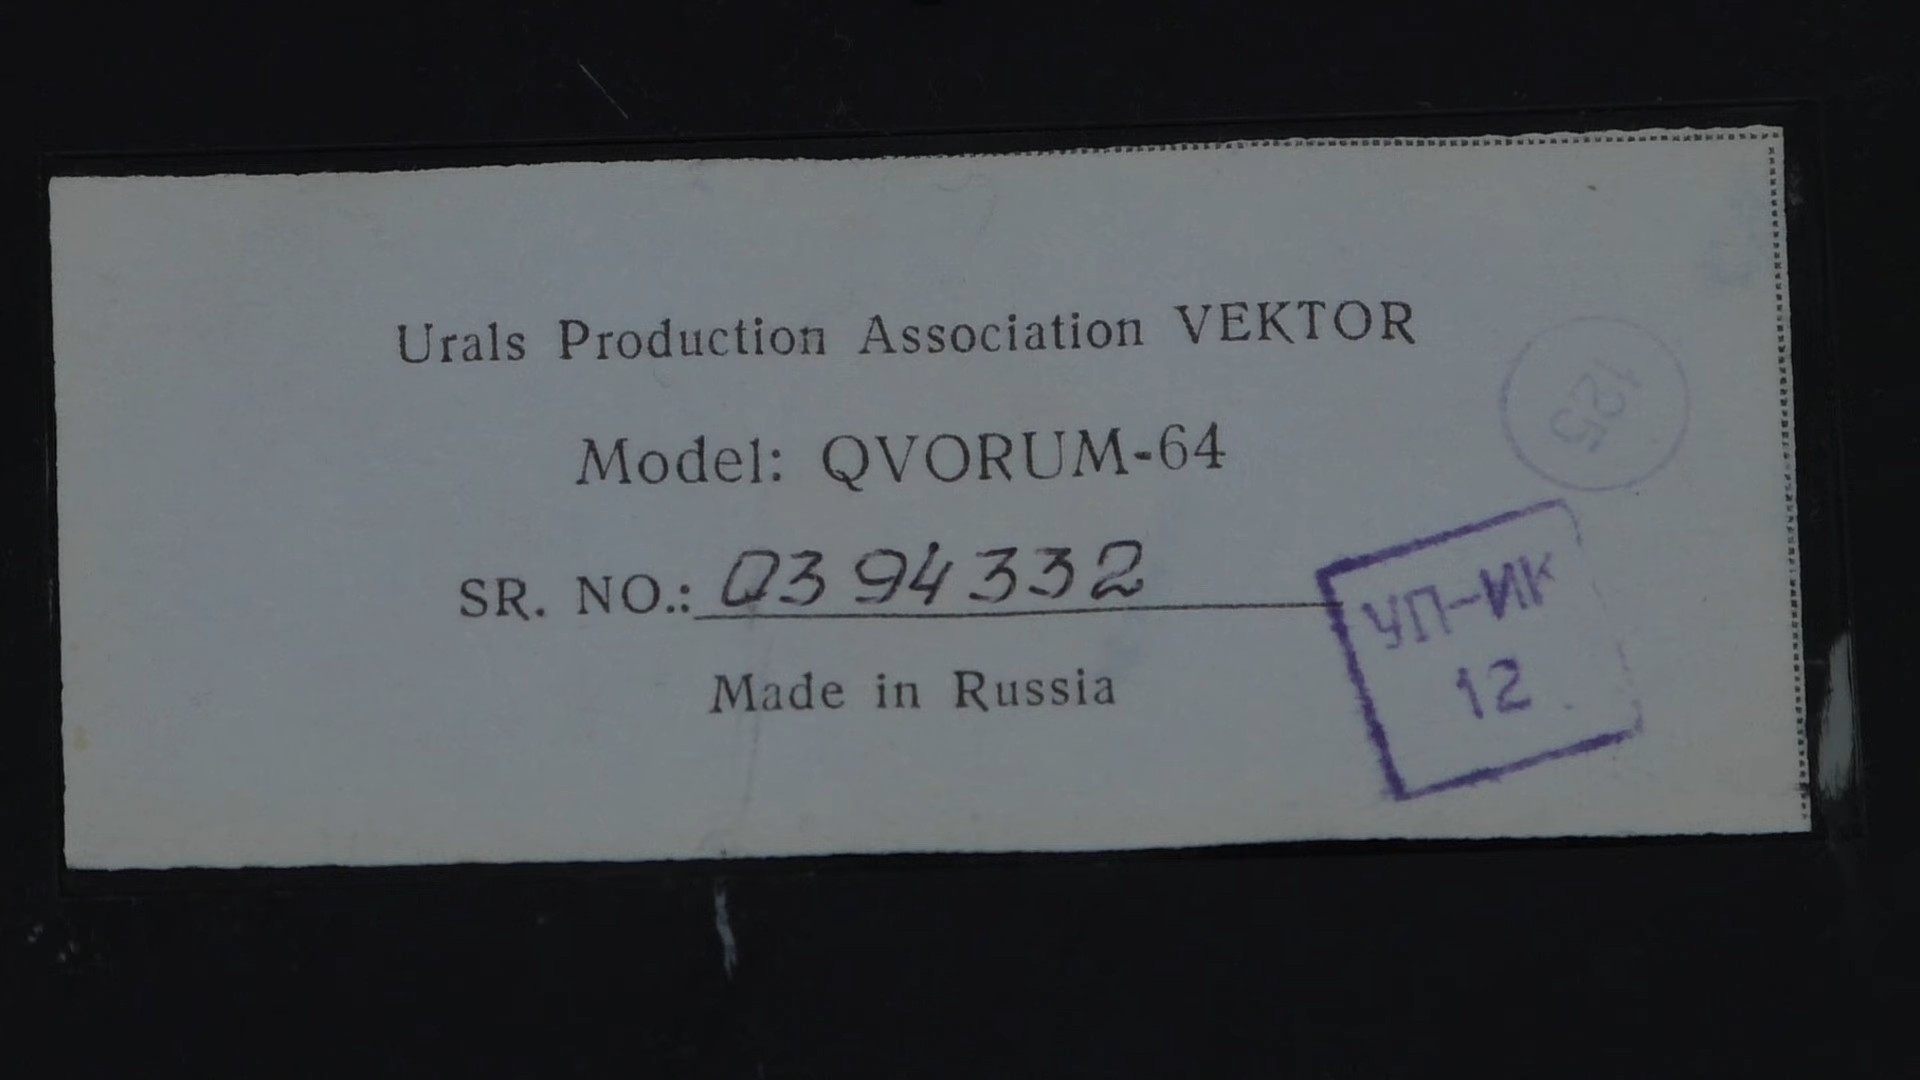 Urals Production Association VEKTOR
Model: QVORUM-64
SR. NO.: 0394332
Made in Russia
125
УП-ИК
12